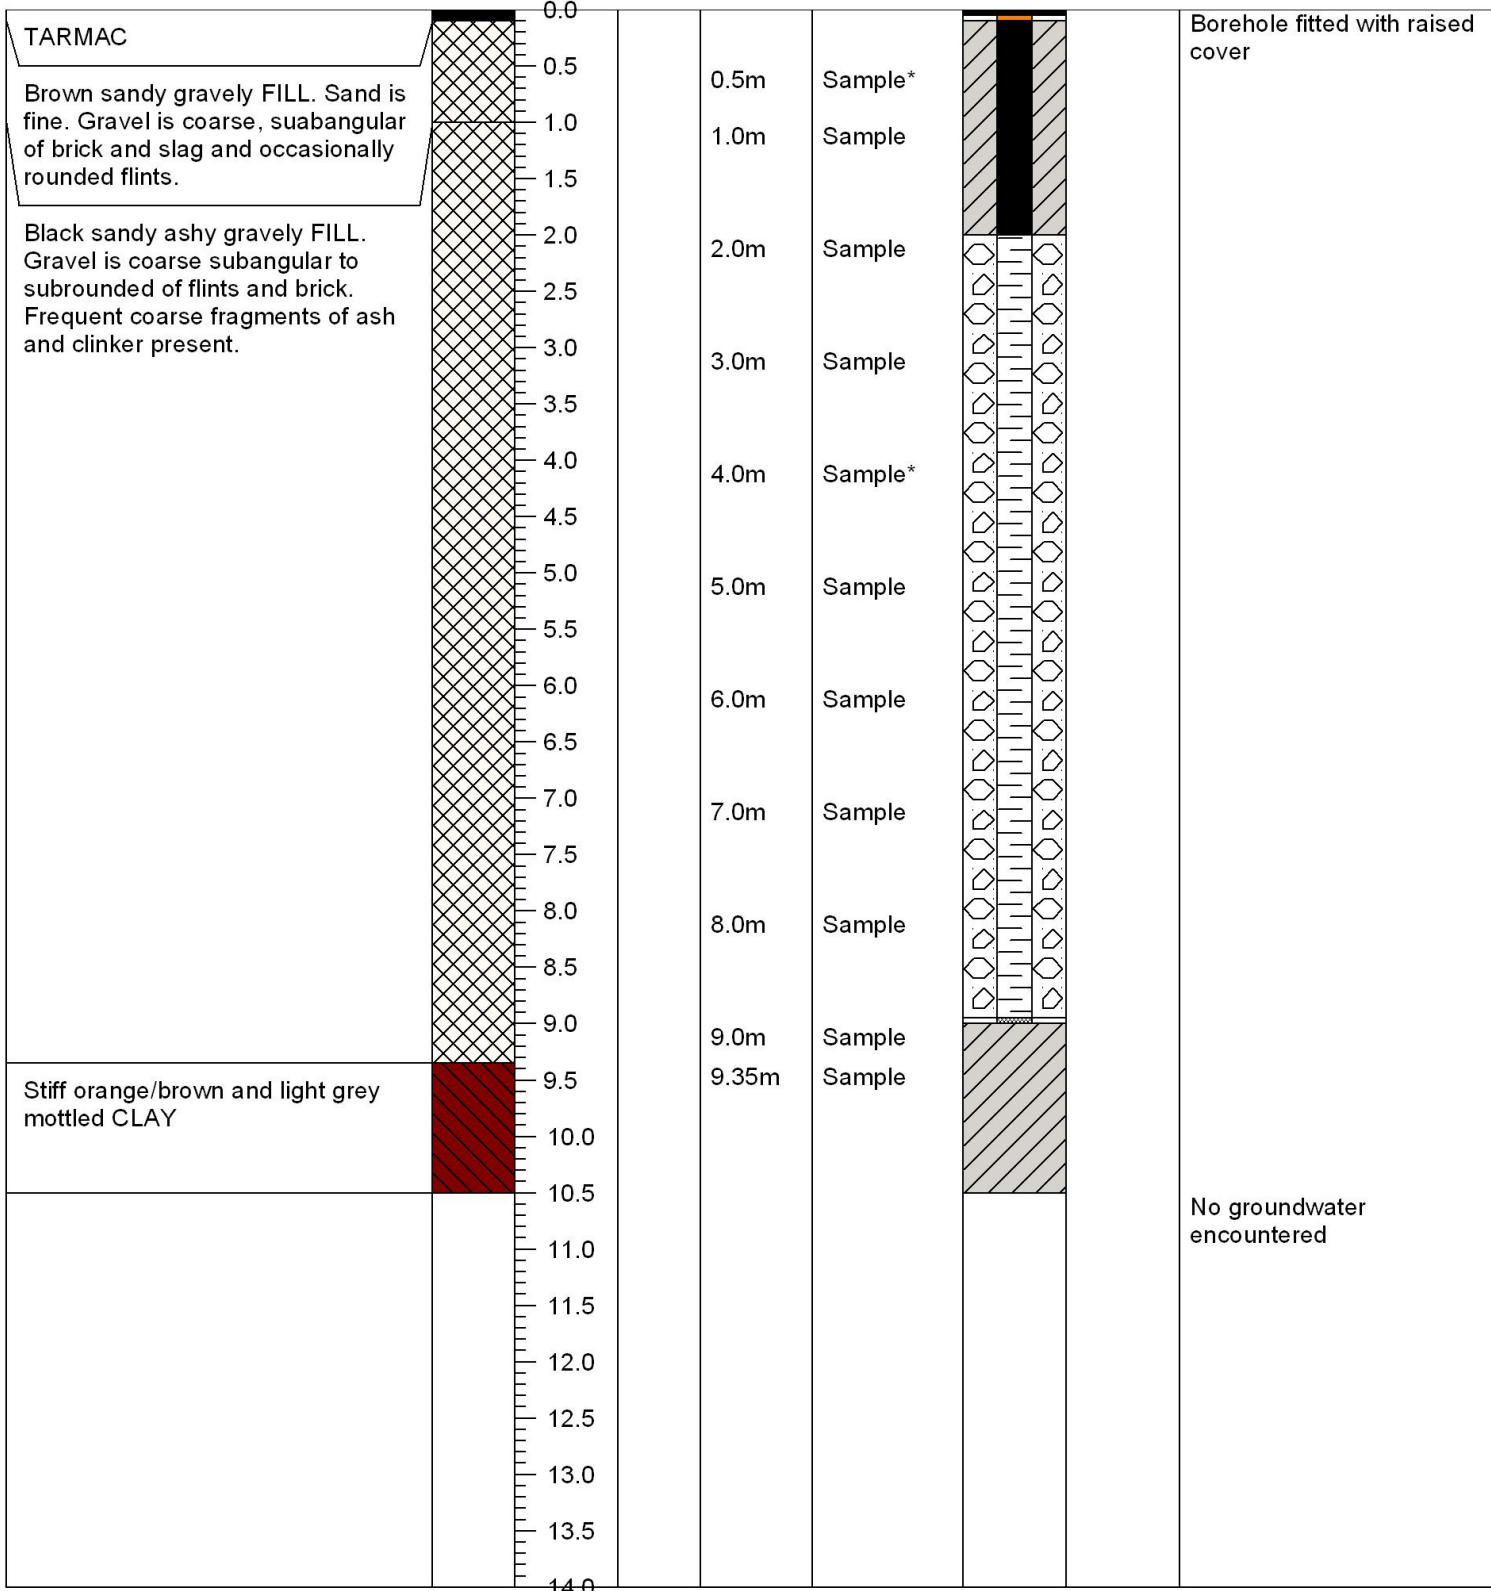 TARMAC
Brown sandy gravely FILL. Sand is
fine. Gravel is coarse, suabangular
of brick and slag and occasionally
rounded flints.
Black sandy ashy gravely FILL.
Gravel is coarse subangular to
subrounded of flints and brick.
Frequent coarse fragments of ash
and clinker present.
Stiff orange/brown and light grey
mottled CLAY
0.0
0.5
1.0
1.5
2.0
2.5
3.0
3.5
4.0
4.5
5.0
5.5
6.0
6.5
7.0
7.5
8.0
8.5
9.0
9.5
10.0
10.5
11.0
11.5
12.0
12.5
13.0
13.5
14.0
0.5m Sample*
1.0m Sample
2.0m Sample
3.0m Sample
4.0m Sample*
5.0m Sample
6.0m Sample
7.0m Sample
8.0m Sample
9.0m Sample
9.35m Sample
Borehole fitted with raised
cover
No groundwater
encountered